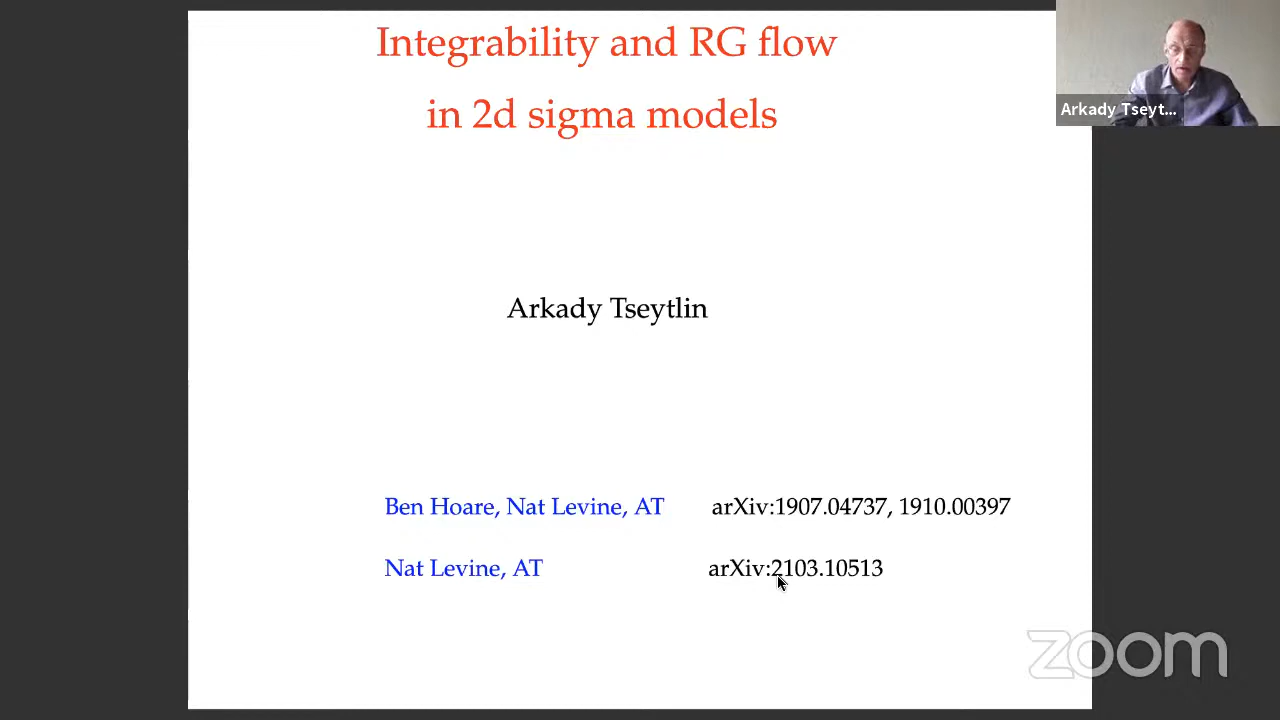 Integrability and RG flow
in 2d sigma models
Arkady Tseyt...
Arkady Tseytlin
Ben Hoare, Nat Levine, AT arXiv:1907.04737, 1910.00397
Nat Levine, AT arXiv:2103.10513
zoom